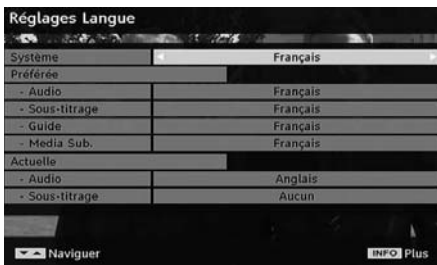 Réglages Langue
Système Français
Préférée
- Audio Français
- Sous-titrage Français
- Guide Français
- Media Sub. Français
Actuelle
- Audio Anglais
- Sous-titrage Aucun
Naviguer INFO Plus